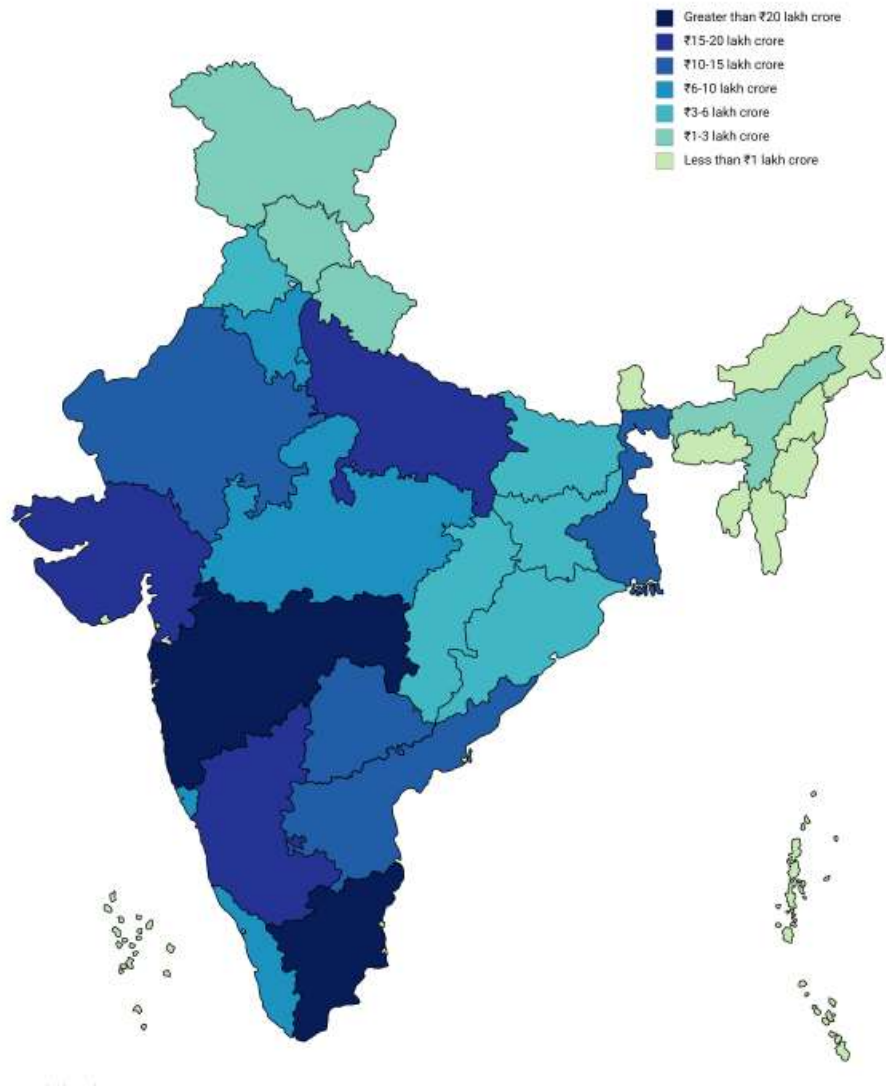 Greater than ₹20 lakh crore
₹15-20 lakh crore
₹10-15 lakh crore
₹6-10 lakh crore
₹3-6 lakh crore
₹1-3 lakh crore
Less than ₹1 lakh crore